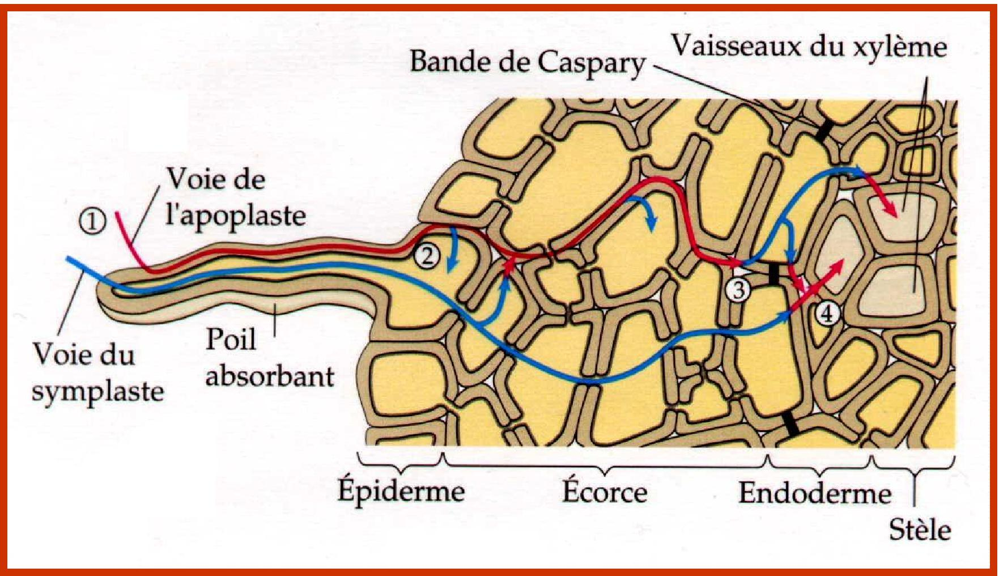 Vaisseaux du xylème
Bande de Caspary
Voie de
l'apoplaste
①
②
③
④
Voie du
symplaste
Poil
absorbant
Épiderme
Écorce
Endoderme
Stèle